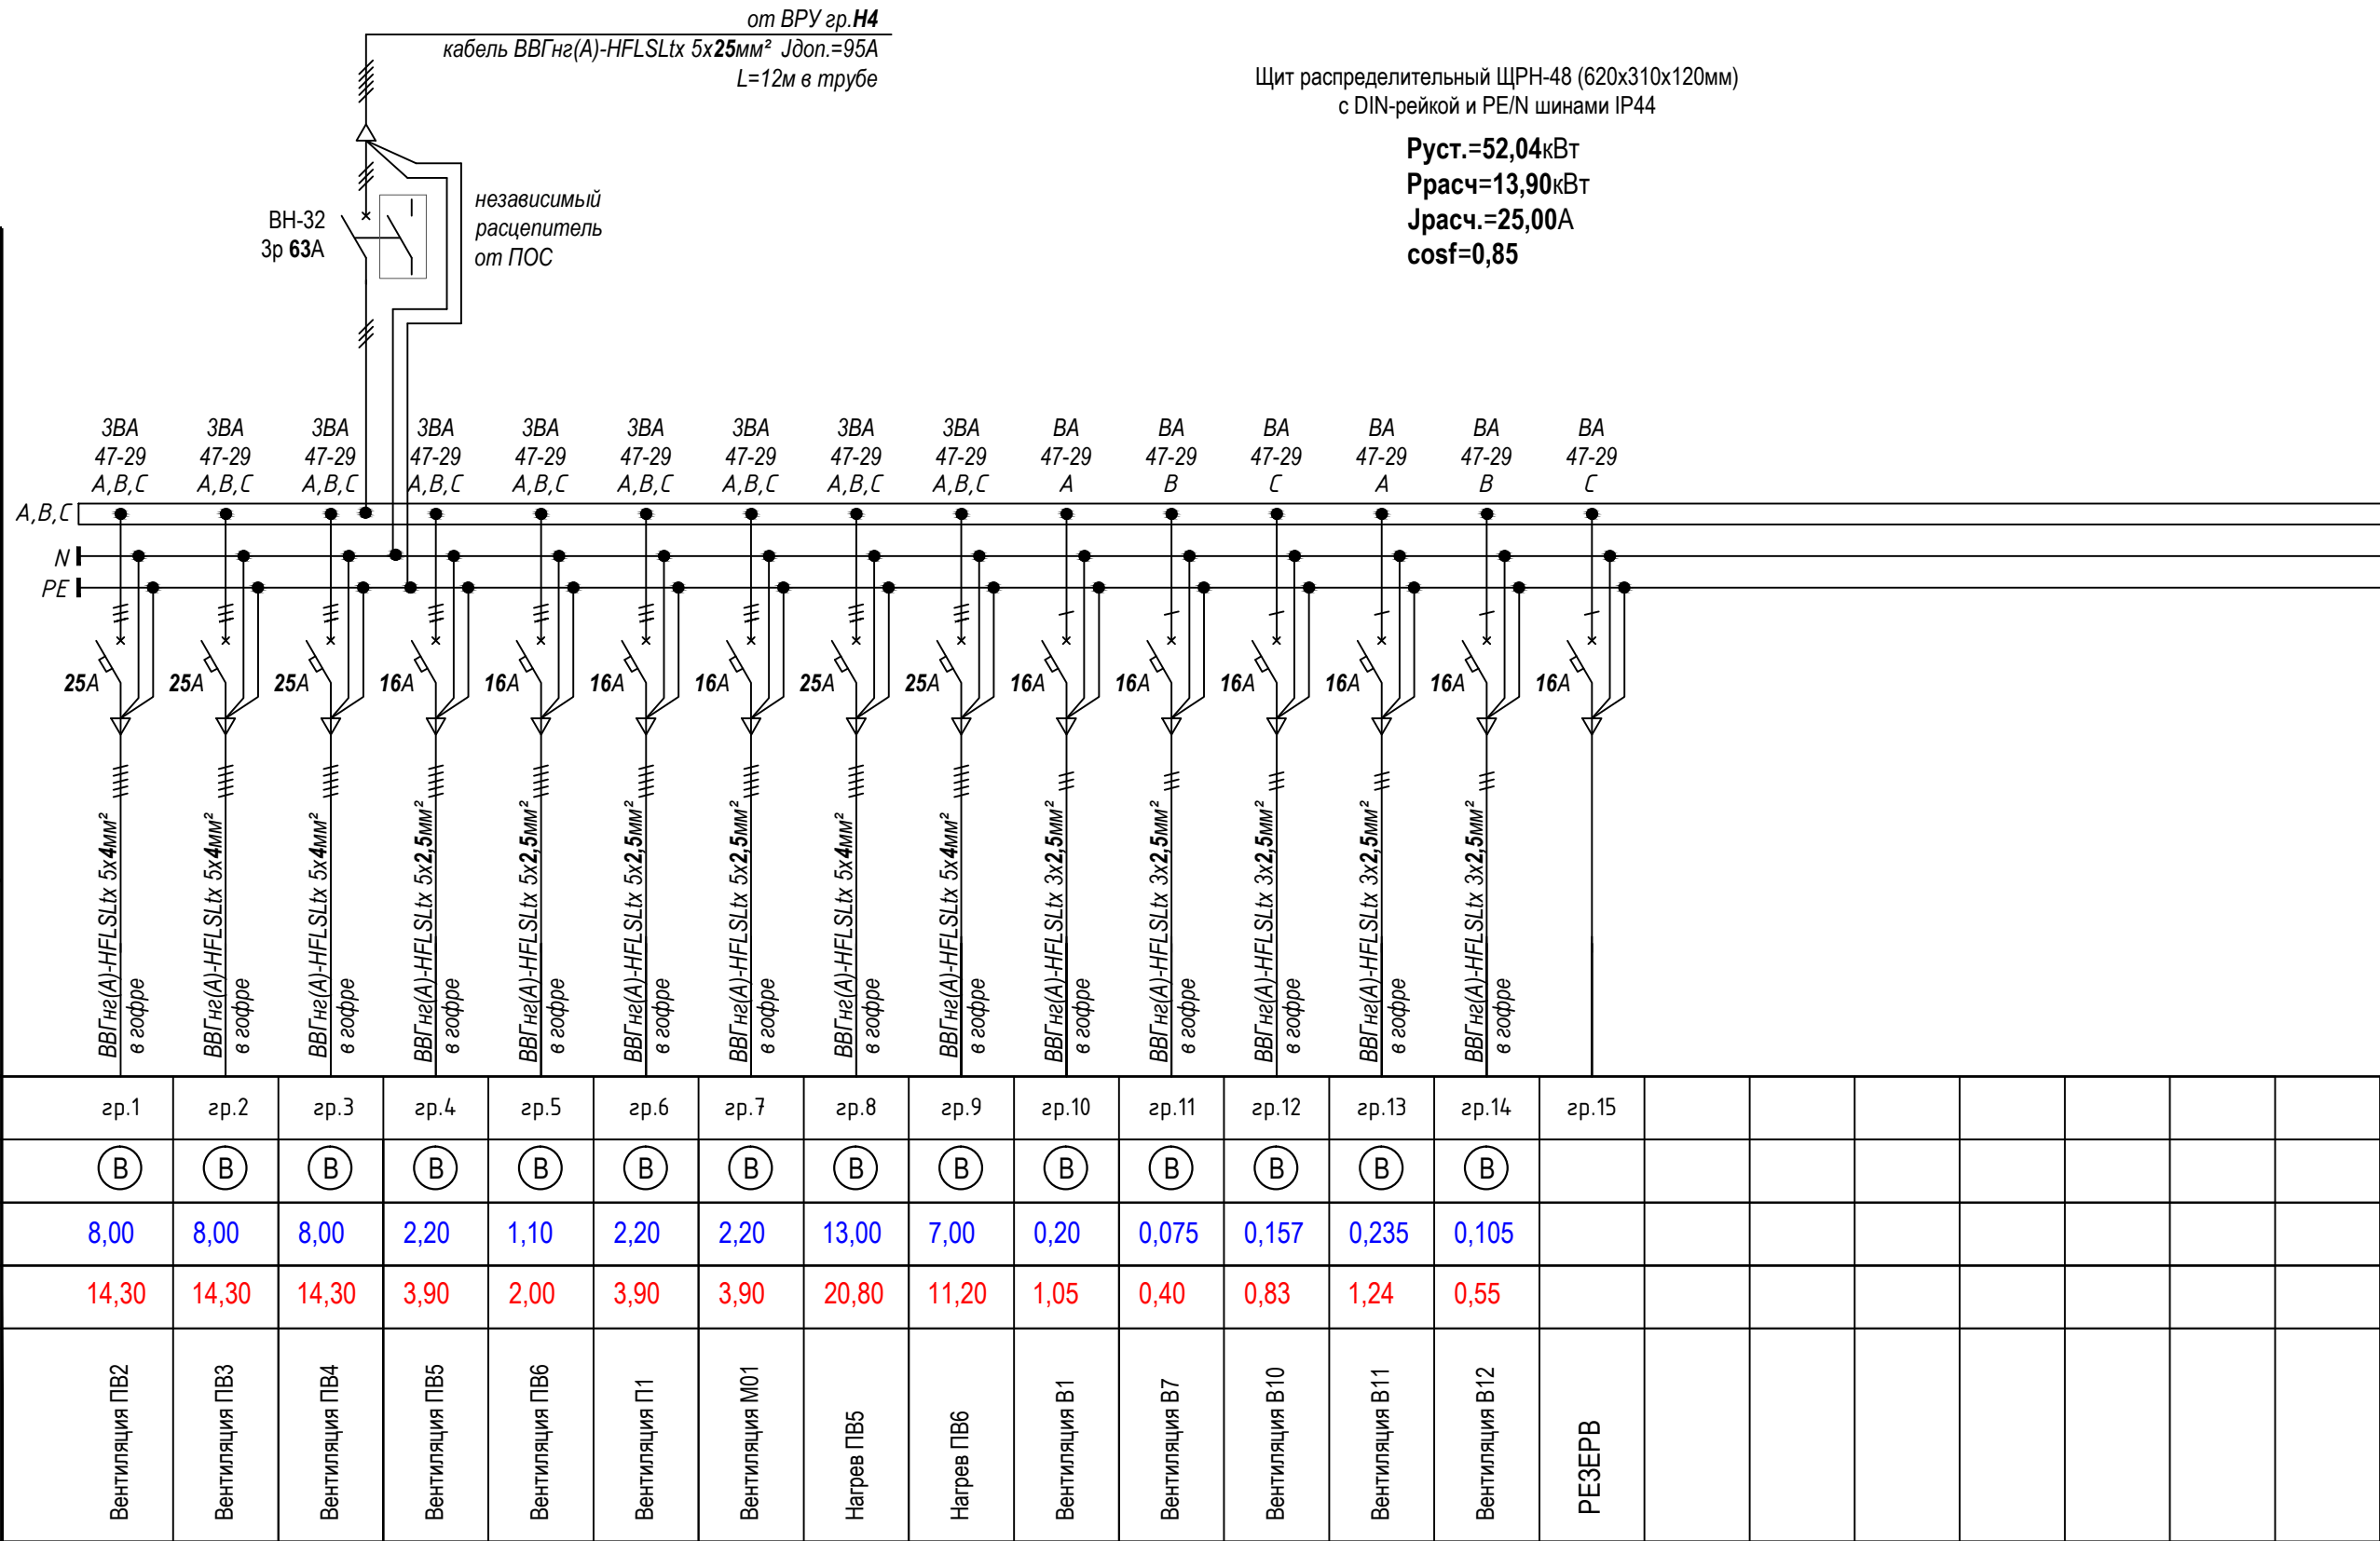 от ВРУ гр.Н4
кабель ВВГнг(А)-HFLSLtx 5х25мм² Jдоп.=95А
L=12м в трубе
Щит распределительный ЩРН-48 (620х310х120мм)
с DIN-рейкой и PE/N шинами IP44
Руст.=52,04кВт
Ррасч=13,90кВт
Jрасч.=25,00А
cosf=0,85
ВН-32
3р 63А
независимый
расцепитель
от ПОС
3ВА 3ВА 3ВА 3ВА 3ВА 3ВА 3ВА 3ВА 3ВА ВА ВА ВА ВА ВА ВА
47-29 47-29 47-29 47-29 47-29 47-29 47-29 47-29 47-29 47-29 47-29 47-29 47-29 47-29 47-29
А,В,С А,В,С А,В,С А,В,С А,В,С А,В,С А,В,С А,В,С А,В,С А В С А В С
А,В,С
N
PE
25А 25А 25А 16А 16А 16А 16А 25А 25А 16А 16А 16А 16А 16А 16А
ВВГнг(А)-HFLSLtx 5х4мм²
в гофре
ВВГнг(А)-HFLSLtx 5х4мм²
в гофре
ВВГнг(А)-HFLSLtx 5х4мм²
в гофре
ВВГнг(А)-HFLSLtx 5х2,5мм²
в гофре
ВВГнг(А)-HFLSLtx 5х2,5мм²
в гофре
ВВГнг(А)-HFLSLtx 5х2,5мм²
в гофре
ВВГнг(А)-HFLSLtx 5х2,5мм²
в гофре
ВВГнг(А)-HFLSLtx 5х4мм²
в гофре
ВВГнг(А)-HFLSLtx 5х4мм²
в гофре
ВВГнг(А)-HFLSLtx 3х2,5мм²
в гофре
ВВГнг(А)-HFLSLtx 3х2,5мм²
в гофре
ВВГнг(А)-HFLSLtx 3х2,5мм²
в гофре
ВВГнг(А)-HFLSLtx 3х2,5мм²
в гофре
ВВГнг(А)-HFLSLtx 3х2,5мм²
в гофре
гр.1 гр.2 гр.3 гр.4 гр.5 гр.6 гр.7 гр.8 гр.9 гр.10 гр.11 гр.12 гр.13 гр.14 гр.15
В В В В В В В В В В В В В В
8,00 8,00 8,00 2,20 1,10 2,20 2,20 13,00 7,00 0,20 0,075 0,157 0,235 0,105
14,30 14,30 14,30 3,90 2,00 3,90 3,90 20,80 11,20 1,05 0,40 0,83 1,24 0,55
Вентиляция ПВ2
Вентиляция ПВ3
Вентиляция ПВ4
Вентиляция ПВ5
Вентиляция ПВ6
Вентиляция П1
Вентиляция М01
Нагрев ПВ5
Нагрев ПВ6
Вентиляция В1
Вентиляция В7
Вентиляция В10
Вентиляция В11
Вентиляция В12
РЕЗЕРВ